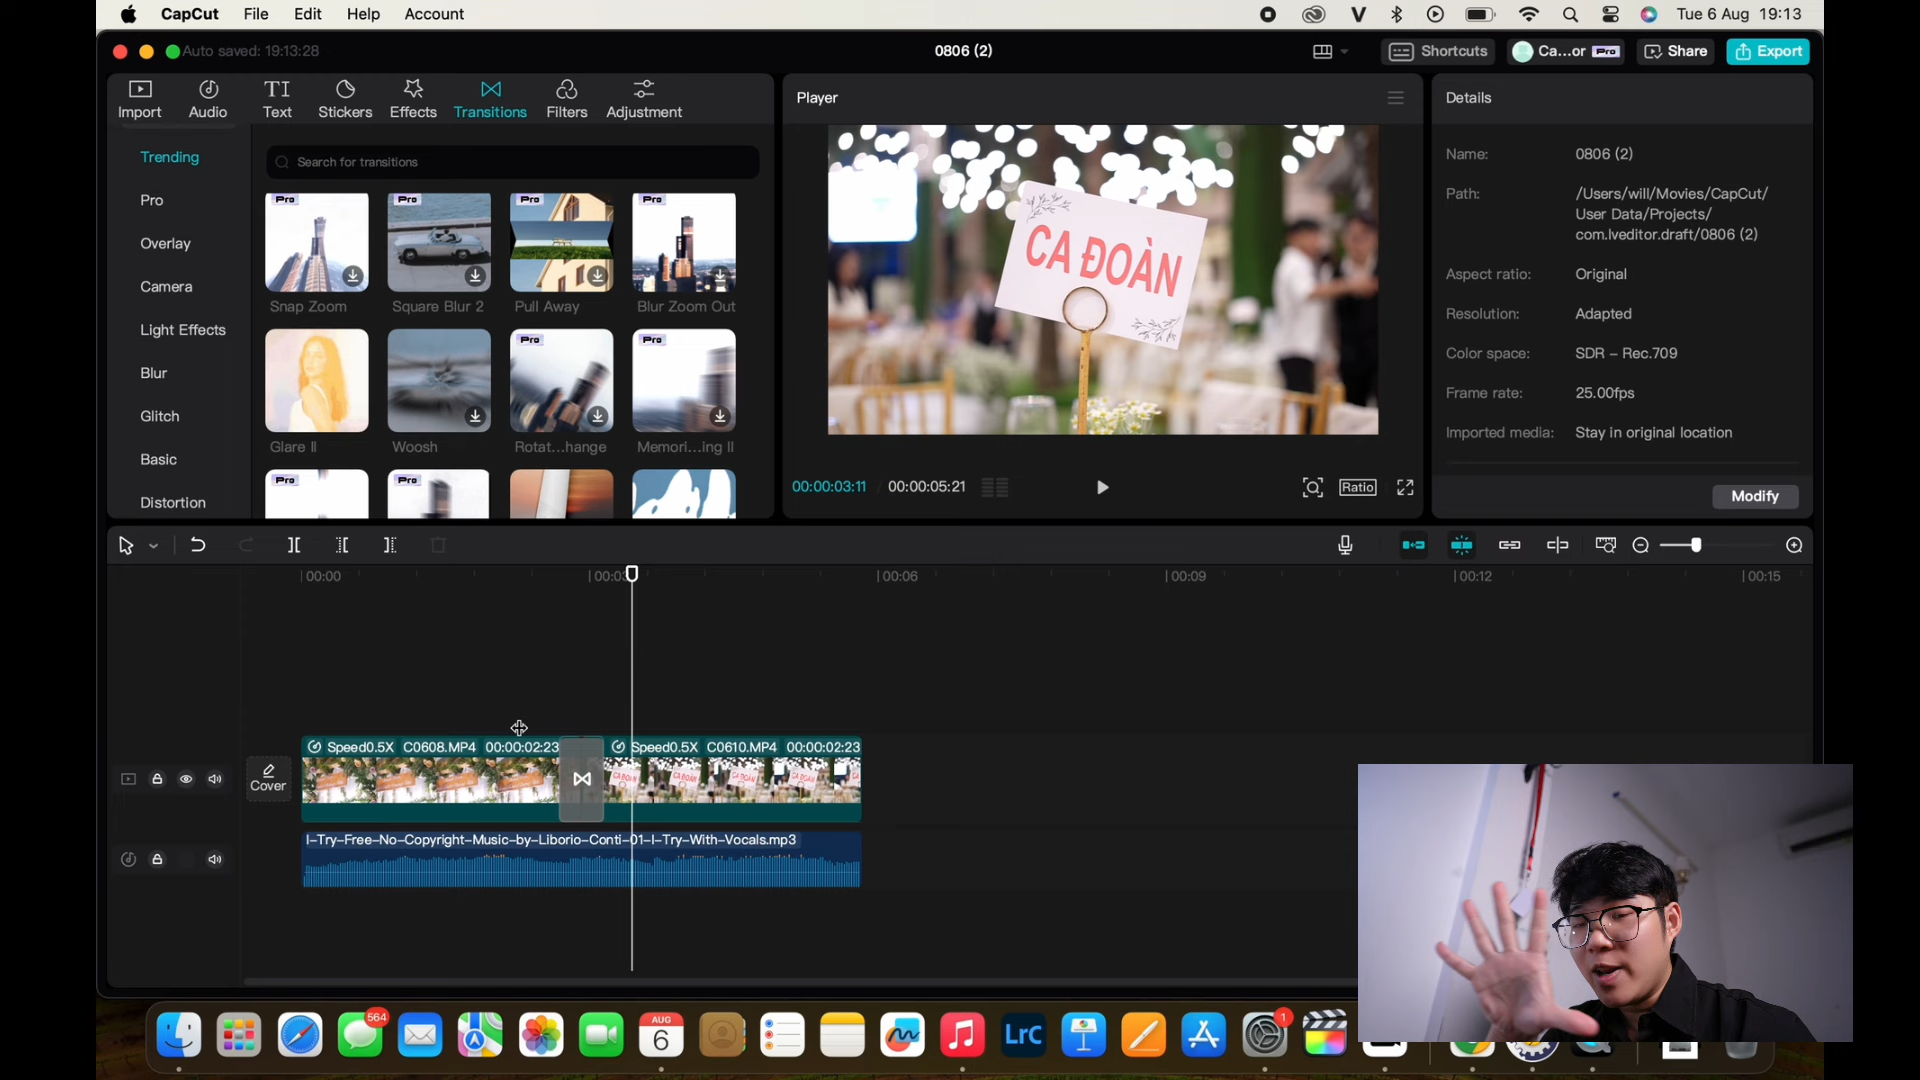 CapCut File Edit Help Account
Tue 6 Aug 19:13
Auto saved: 19:13:28
0806 (2)
Shortcuts
Ca...or Pro
Share
Export
Import
Audio
TI
Text
Stickers
Effects
Transitions
Filters
Adjustment
Trending
Pro
Overlay
Camera
Light Effects
Blur
Glitch
Basic
Distortion
Search for transitions
Pro
Pro
Pro
Pro
Snap Zoom
Square Blur 2
Pull Away
Blur Zoom Out
Pro
Pro
Glare II
Woosh
Rotat...hange
Memori...ing II
Pro
Pro
Player
CA ĐOÀN
00:00:03:11 / 00:00:05:21
Ratio
Details
Name: 0806 (2)
Path: /Users/will/Movies/CapCut/
User Data/Projects/
com.lveditor.draft/0806 (2)
Aspect ratio: Original
Resolution: Adapted
Color space: SDR – Rec.709
Frame rate: 25.00fps
Imported media: Stay in original location
Modify
00:00
00:03
00:06
00:09
00:12
00:15
Cover
Speed0.5X C0608.MP4 00:00:02:23
Speed0.5X C0610.MP4 00:00:02:23
I-Try-Free-No-Copyright-Music-by-Liborio-Conti-01-I-Try-With-Vocals.mp3
564
AUG
6
LrC
1